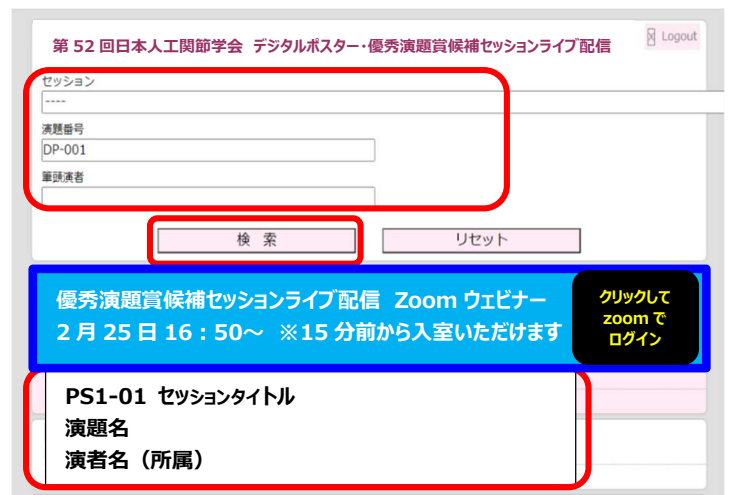 第 52 回日本人工関節学会 デジタルポスター・優秀演題賞候補セッションライブ配信
Logout
セッション
----
演題番号
DP-001
筆頭演者
検 索
リセット
優秀演題賞候補セッションライブ配信 Zoom ウェビナー
2 月 25 日 16：50～ ※15 分前から入室いただけます
クリックして
zoom で
ログイン
PS1-01 セッションタイトル
演題名
演者名（所属）